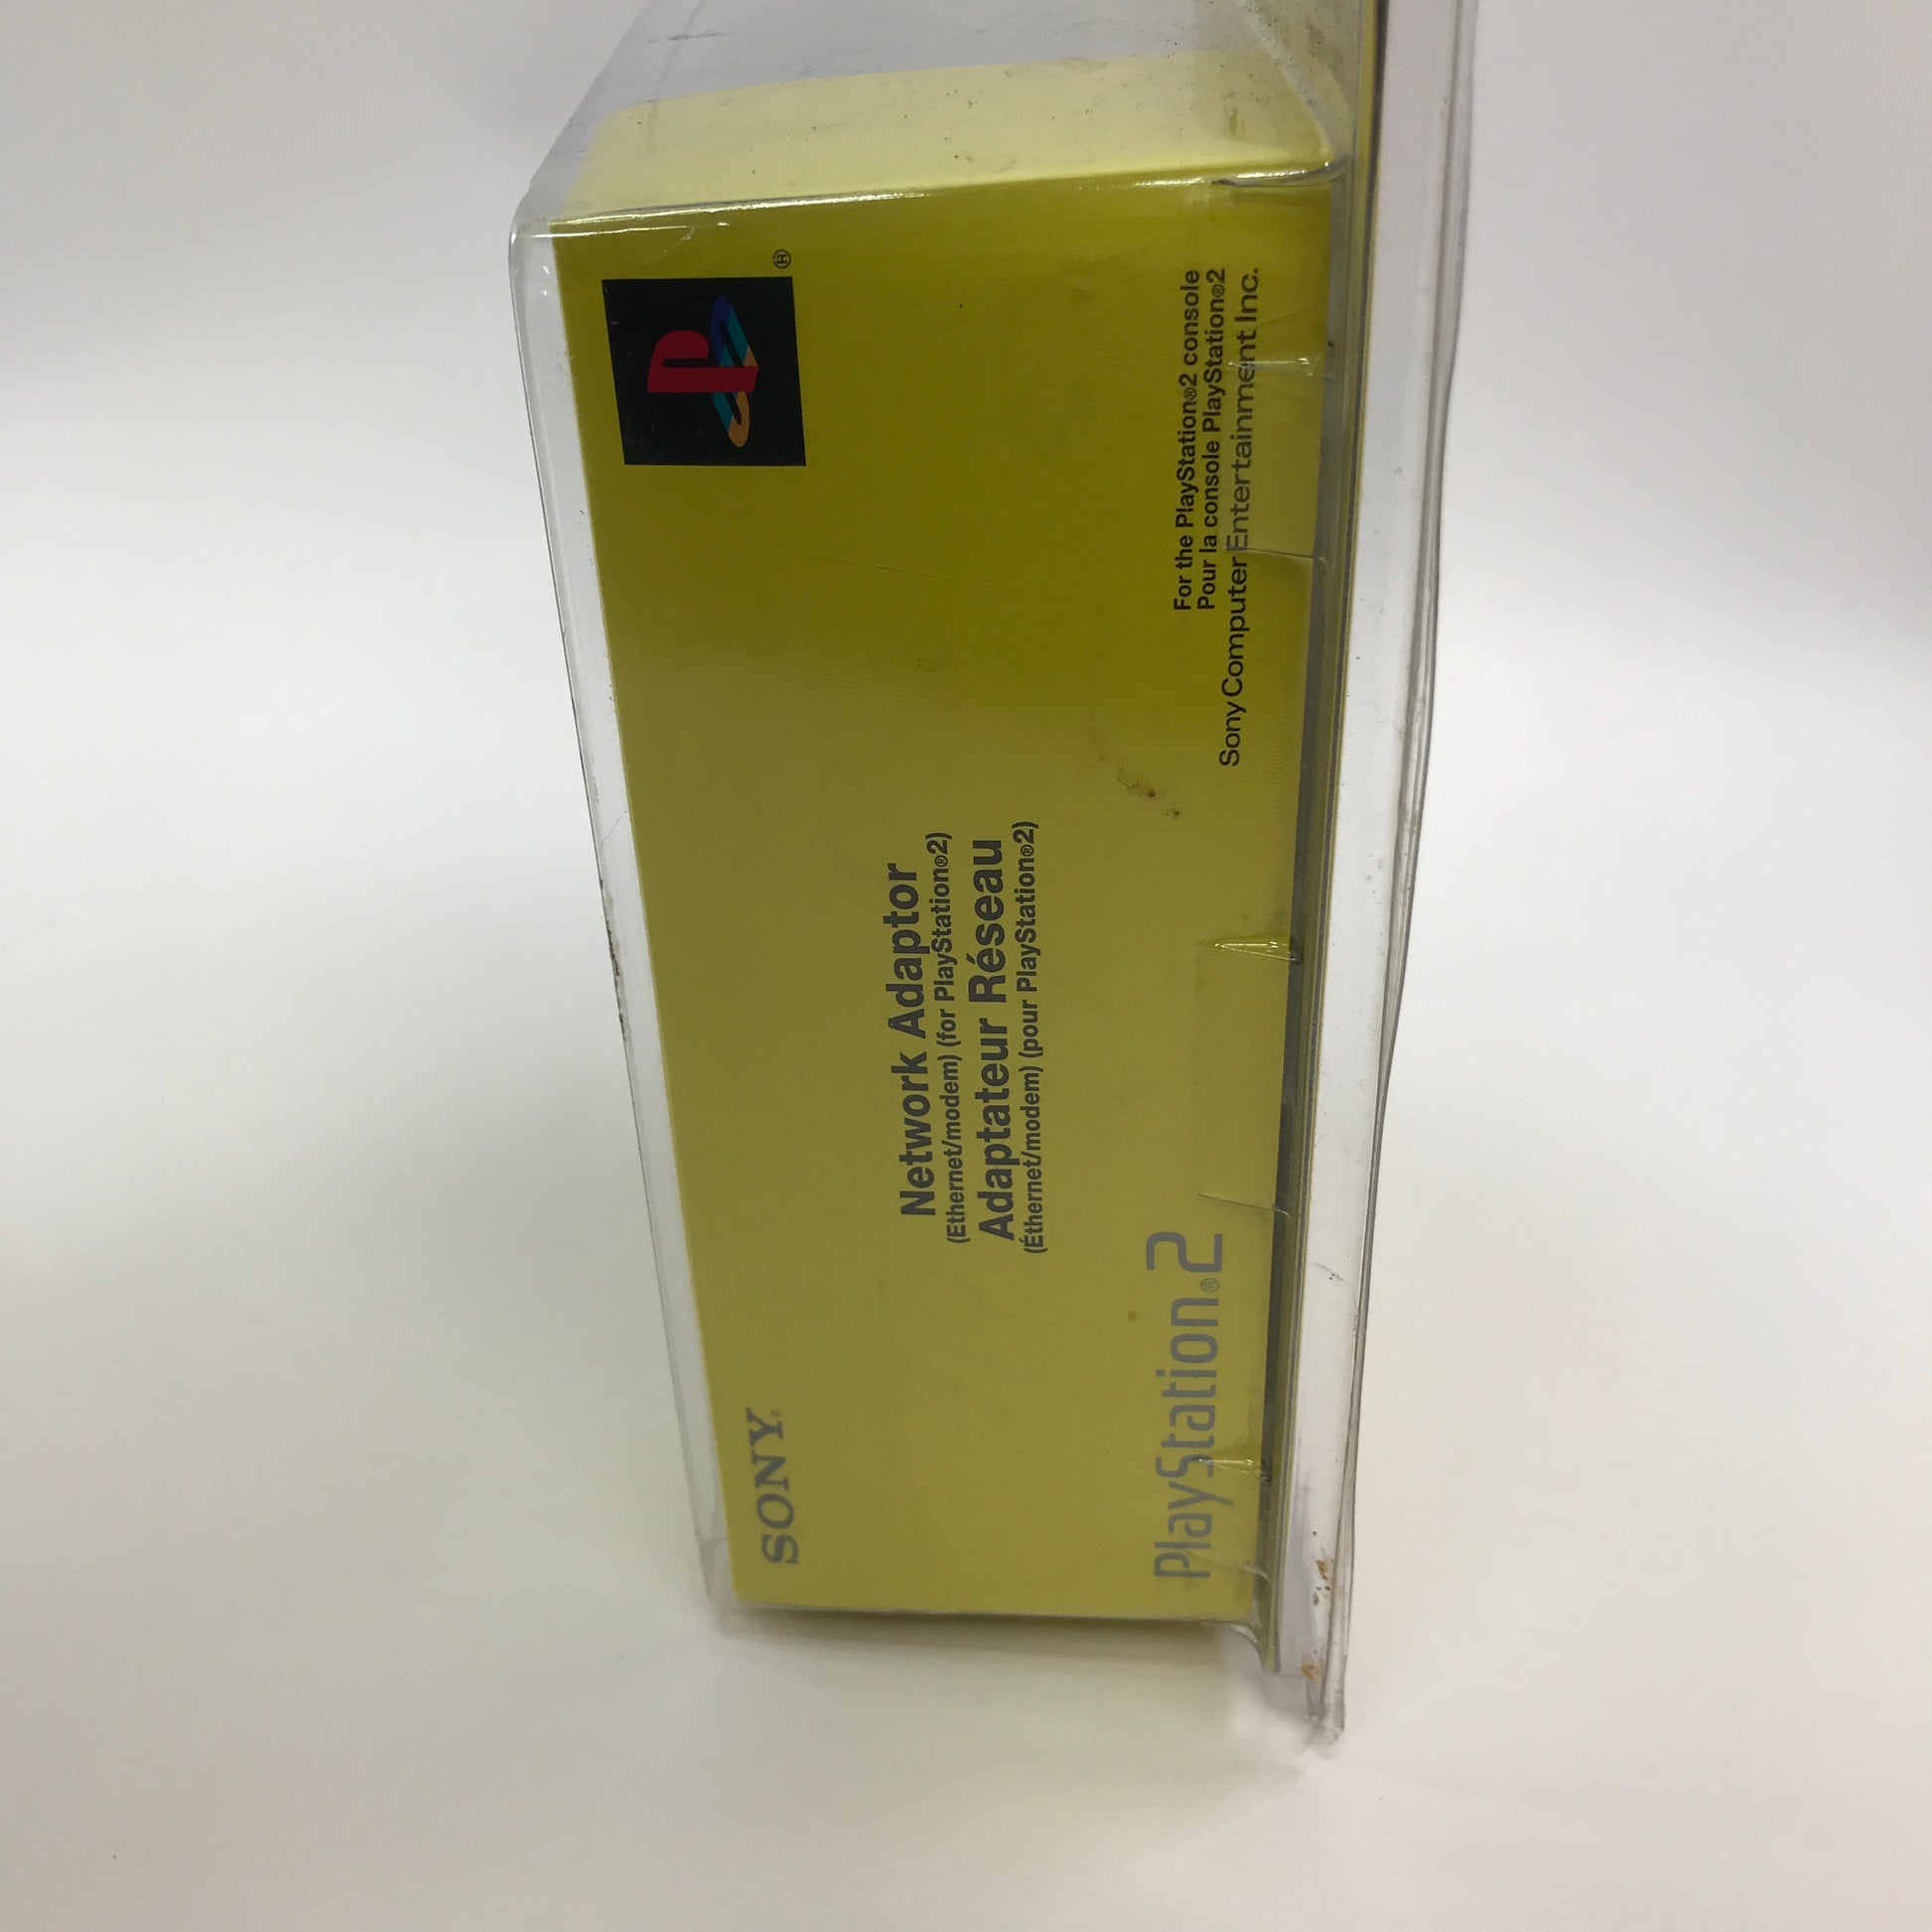 SONY®
Network Adaptor
(Ethernet/modem) (for PlayStation®2)
Adaptateur Réseau
(Éthernet/modem) (pour PlayStation®2)
PlayStation®2
®
For the PlayStation®2 console
Pour la console PlayStation®2
Sony Computer Entertainment Inc.